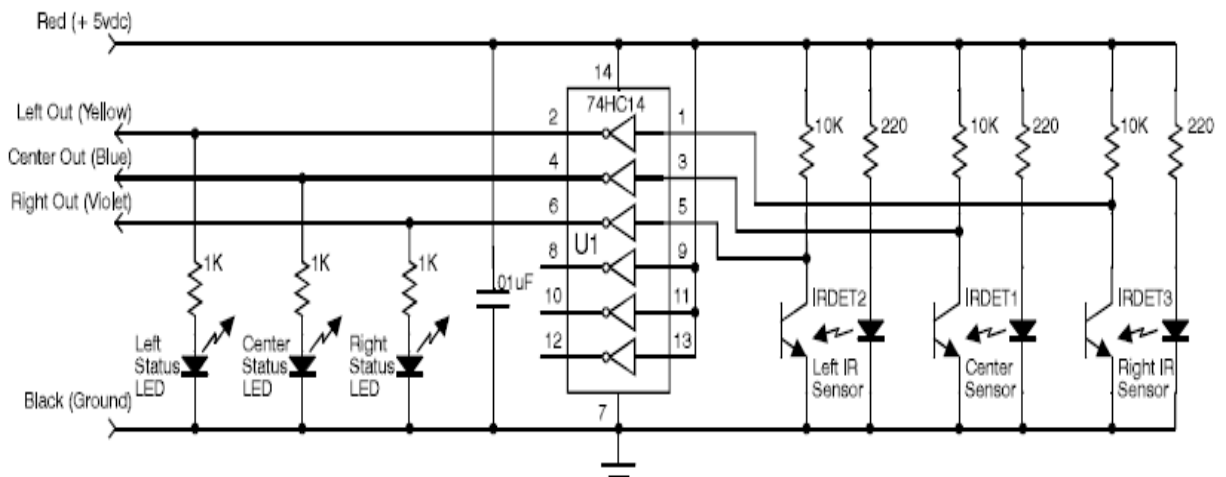 Red (+ 5vdc)
14
74HC14
Left Out (Yellow)
2
1
10K
220
10K
220
10K
220
Center Out (Blue)
4
3
Right Out (Violet)
6
5
U1
8
9
1K
1K
1K
.01uF
10
11
IRDET2
IRDET1
IRDET3
12
13
Left
Status
LED
Center
Status
LED
Right
Status
LED
Left IR
Sensor
Center
Sensor
Right IR
Sensor
Black (Ground)
7